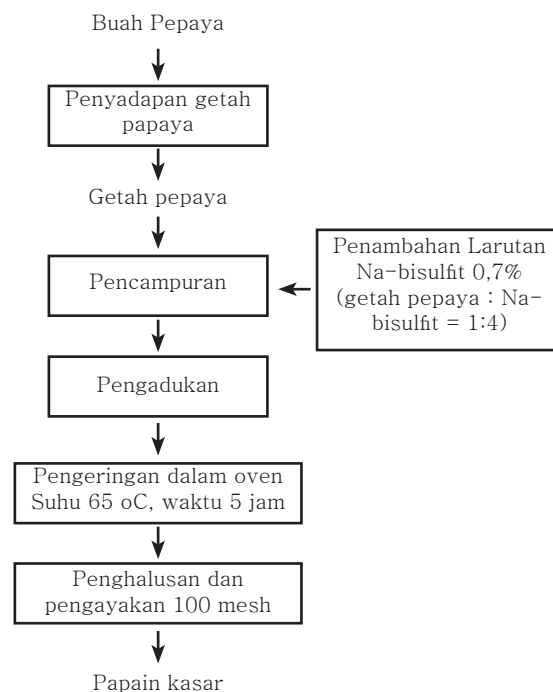 Buah Pepaya
Penyadapan getah
papaya
Getah pepaya
Pencampuran
Penambahan Larutan
Na-bisulfit 0,7%
(getah pepaya : Na-
bisulfit = 1:4)
Pengadukan
Pengeringan dalam oven
Suhu 65 oC, waktu 5 jam
Penghalusan dan
pengayakan 100 mesh
Papain kasar